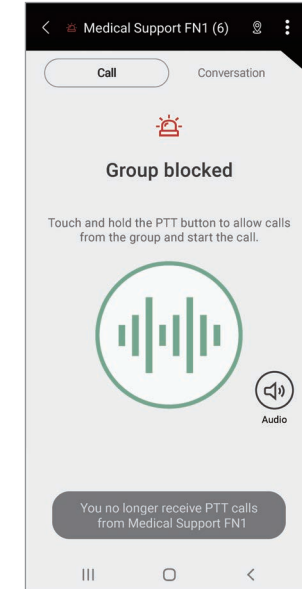 Medical Support FN1 (6)
Call
Conversation
Group blocked
Touch and hold the PTT button to allow calls
from the group and start the call.
Audio
You no longer receive PTT calls
from Medical Support FN1